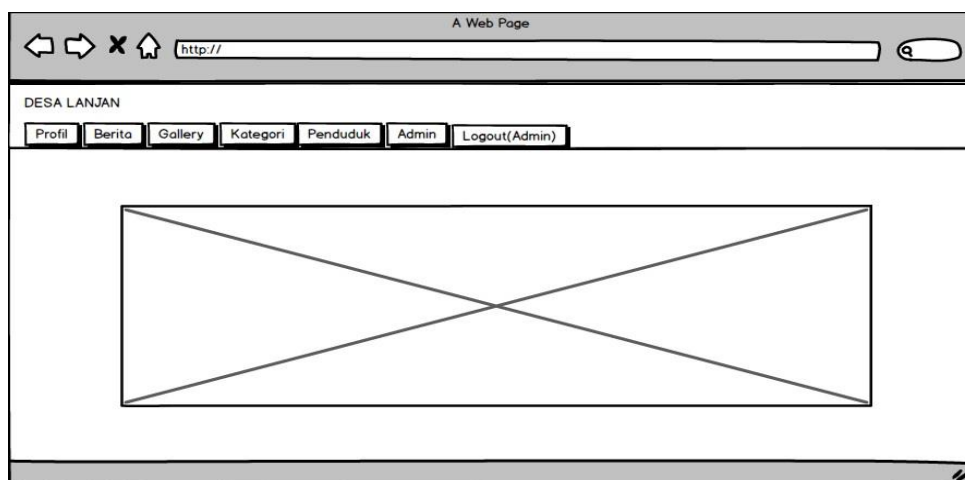 A Web Page
http://
DESA LANJAN
Profil Berita Gallery Kategori Penduduk Admin Logout(Admin)